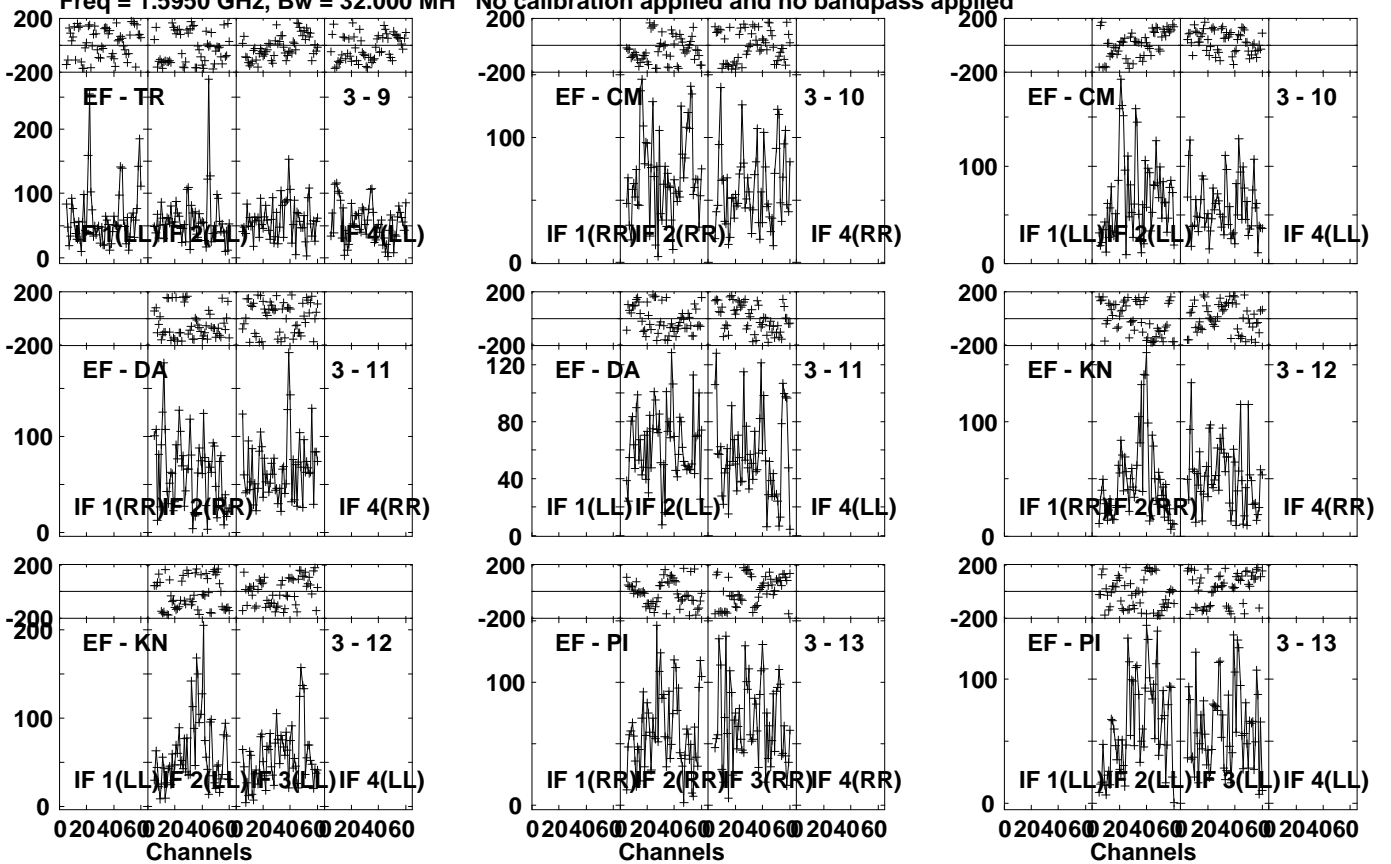 Freq = 1.5950 GHz, Bw = 32.000 MH No calibration applied and no bandpass applied
200 200 200
-200 -200 -200
EF - TR 3 - 9 EF - CM 3 - 10 EF - CM 3 - 10
200
100 100 100
IF 1(LL) IF 2(LL) IF 4(LL) IF 1(RR) IF 2(RR) IF 4(RR) IF 1(LL) IF 2(LL) IF 4(LL)
0 0 0
200 200 200
-200 -200 -200
EF - DA 3 - 11 EF - DA 3 - 11 EF - KN 3 - 12
120
100 80 100
40
IF 1(RR) IF 2(RR) IF 4(RR) IF 1(LL) IF 2(LL) IF 4(LL) IF 1(RR) IF 2(RR) IF 4(RR)
0 0 0
200 200 200
-200 -200 -200
200
EF - KN 3 - 12 EF - PI 3 - 13 EF - PI 3 - 13
100 100 100
IF 1(LL) IF 2(LL) IF 3(LL) IF 4(LL) IF 1(RR) IF 2(RR) IF 3(RR) IF 4(RR) IF 1(LL) IF 2(LL) IF 3(LL) IF 4(LL)
0 0 0
0 20 40 60 0 20 40 60 0 20 40 60 0 20 40 60 0 20 40 60 0 20 40 60 0 20 40 60 0 20 40 60 0 20 40 60 0 20 40 60 0 20 40 60 0 20 40 60
Channels Channels Channels